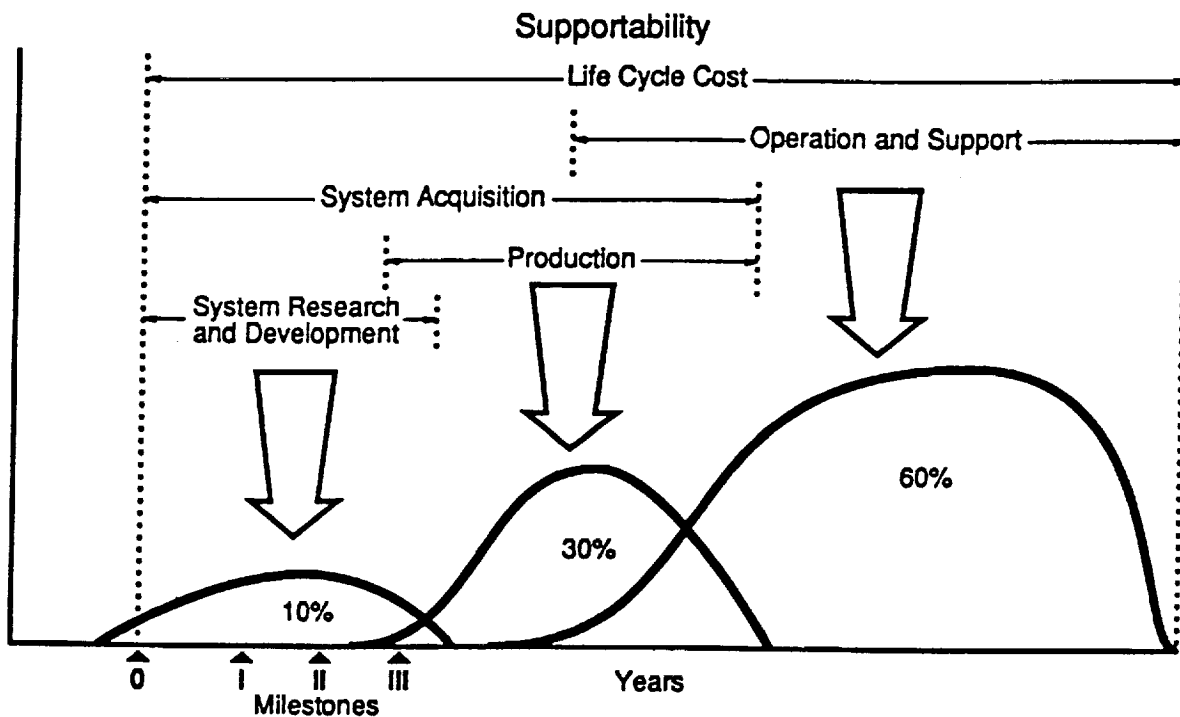 Supportability
Life Cycle Cost
Operation and Support
System Acquisition
Production
System Research
and Development
60%
30%
10%
0 I II III Years
Milestones